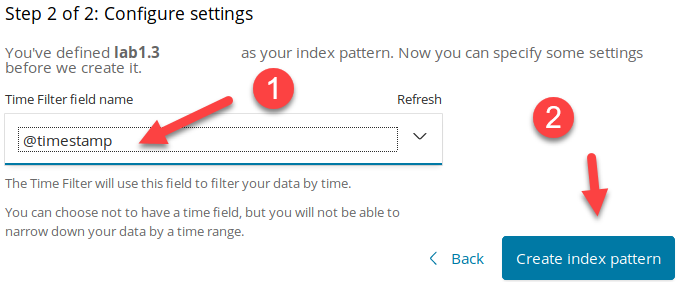 Step 2 of 2: Configure settings
You've defined lab1.3 as your index pattern. Now you can specify some settings
before we create it.
1
Time Filter field name Refresh
2
@timestamp
The Time Filter will use this field to filter your data by time.
You can choose not to have a time field, but you will not be able to
narrow down your data by a time range.
Back Create index pattern